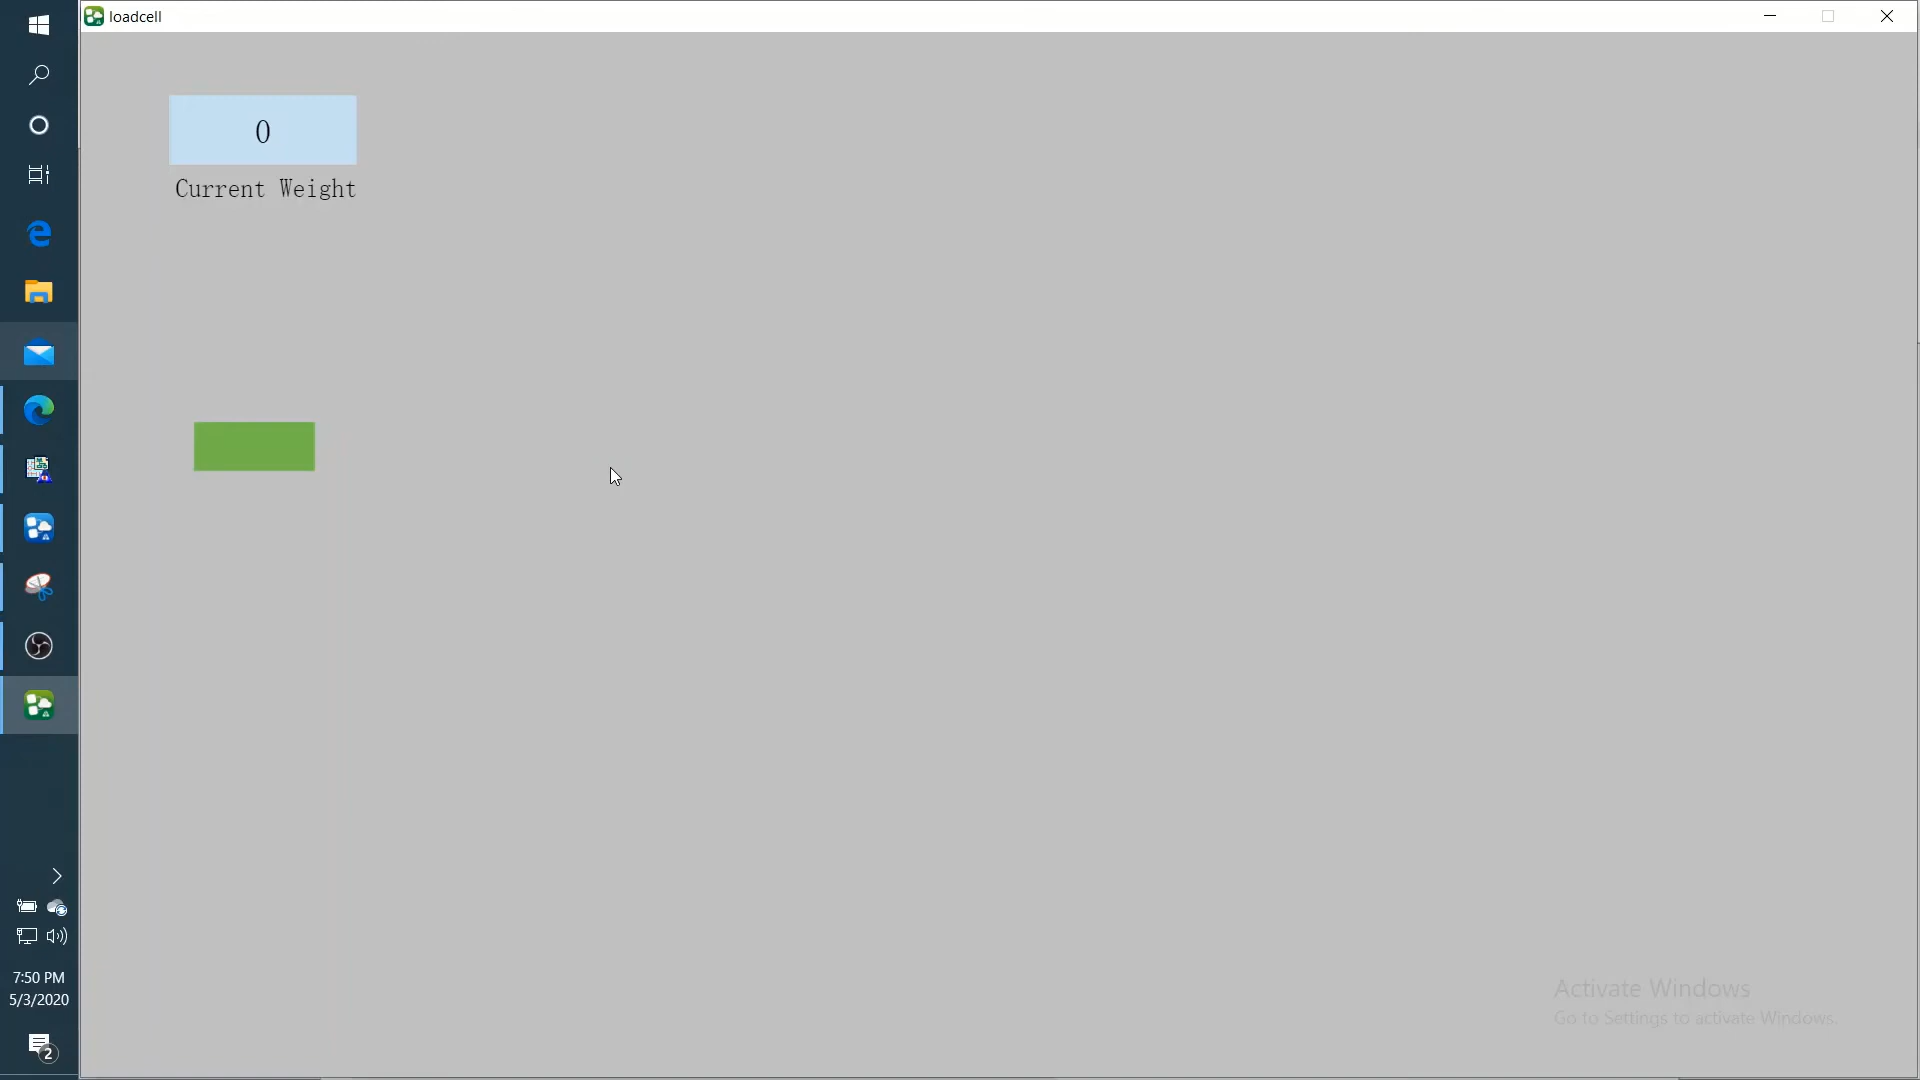 loadcell
0
Current Weight
7:50 PM
5/3/2020
2
Activate Windows
Go to Settings to activate Windows.